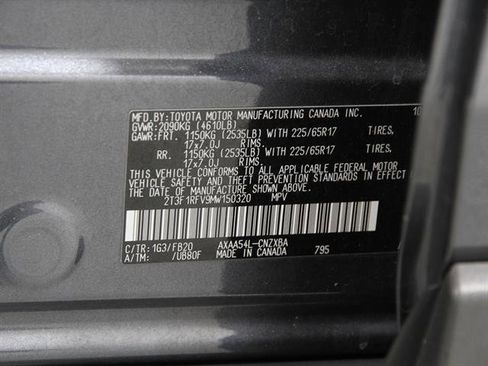 MFD. BY: TOYOTA MOTOR MANUFACTURING CANADA INC. 10
GVWR: 2090KG (4610LB)
GAWR: FRT. 1150KG (2535LB) WITH 225/65R17 TIRES,
17x7.0J RIMS.
RR. 1150KG (2535LB) WITH 225/65R17 TIRES,
17x7.0J RIMS.
THIS VEHICLE CONFORMS TO ALL APPLICABLE FEDERAL MOTOR
VEHICLE SAFETY AND THEFT PREVENTION STANDARDS IN EFFECT
THE DATE OF MANUFACTURE SHOWN ABOVE.
2T3F1RFV9MW150320 MPV
C/TR: 1G3/FB20 AXAA54L-CNZXBA
A/TM: /UB80F MADE IN CANADA 795